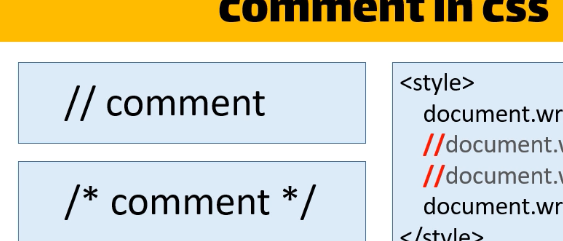 comment in css
// comment
/* comment */
<style>
document.wr
//document.
//document.
document.wr
</style>